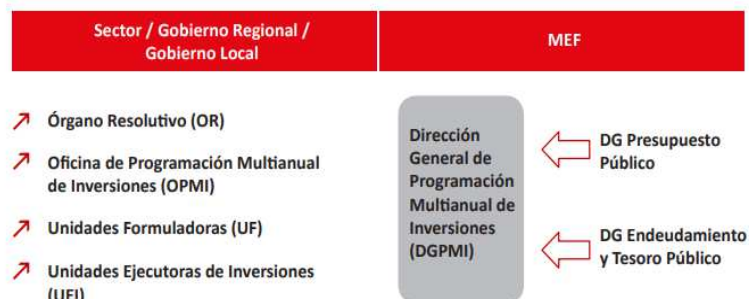 Sector / Gobierno Regional /
Gobierno Local
MEF
Órgano Resolutivo (OR)
Oficina de Programación Multianual
de Inversiones (OPMI)
Unidades Formuladoras (UF)
Unidades Ejecutoras de Inversiones
(UEI)
Dirección
General de
Programación
Multianual de
Inversiones
(DGPMI)
DG Presupuesto
Público
DG Endeudamiento
y Tesoro Público